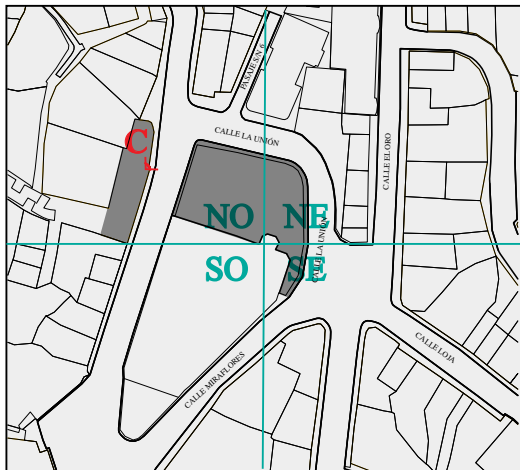 PASAJE S/N 6
CALLE LA UNIÓN
CALLE EL ORO
C
NO NE
CALLE LA UNIÓN
SO SE
CALLE MIRAFLORES
CALLE LOJA